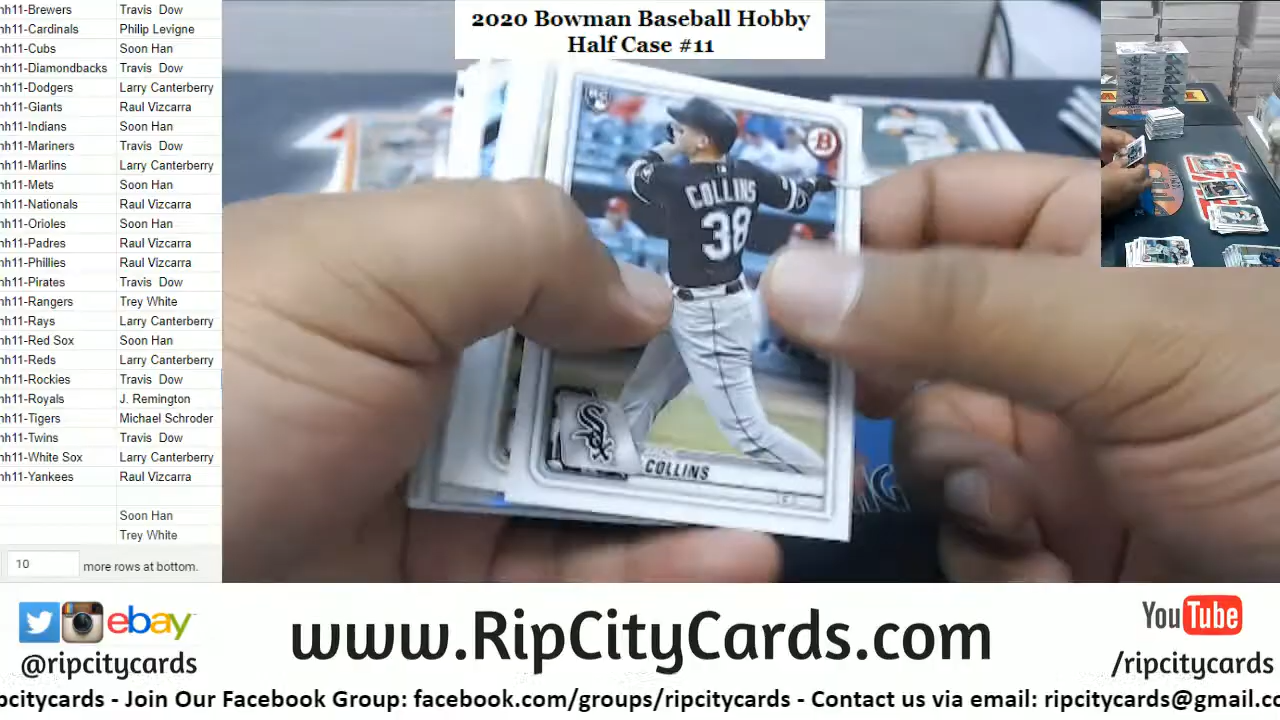 2020 Bowman Baseball Hobby
Half Case #11
nh11-Brewers Travis Dow
nh11-Cardinals Philip Levigne
nh11-Cubs Soon Han
nh11-Diamondbacks Travis Dow
nh11-Dodgers Larry Canterberry
nh11-Giants Raul Vizcarra
nh11-Indians Soon Han
nh11-Mariners Travis Dow
nh11-Marlins Larry Canterberry
nh11-Mets Soon Han
nh11-Nationals Raul Vizcarra
nh11-Orioles Soon Han
nh11-Padres Raul Vizcarra
nh11-Phillies Raul Vizcarra
nh11-Pirates Travis Dow
nh11-Rangers Trey White
nh11-Rays Larry Canterberry
nh11-Red Sox Soon Han
nh11-Reds Larry Canterberry
nh11-Rockies Travis Dow
nh11-Royals J. Remington
nh11-Tigers Michael Schroder
nh11-Twins Travis Dow
nh11-White Sox Larry Canterberry
nh11-Yankees Raul Vizcarra
Soon Han
Trey White
10 more rows at bottom.
RC
B
COLLINS
38
Sox
COLLINS
ebay
@ripcitycards
www.RipCityCards.com
YouTube
/ripcitycards
pcitycards - Join Our Facebook Group: facebook.com/groups/ripcitycards - Contact us via email: ripcitycards@gmail.co